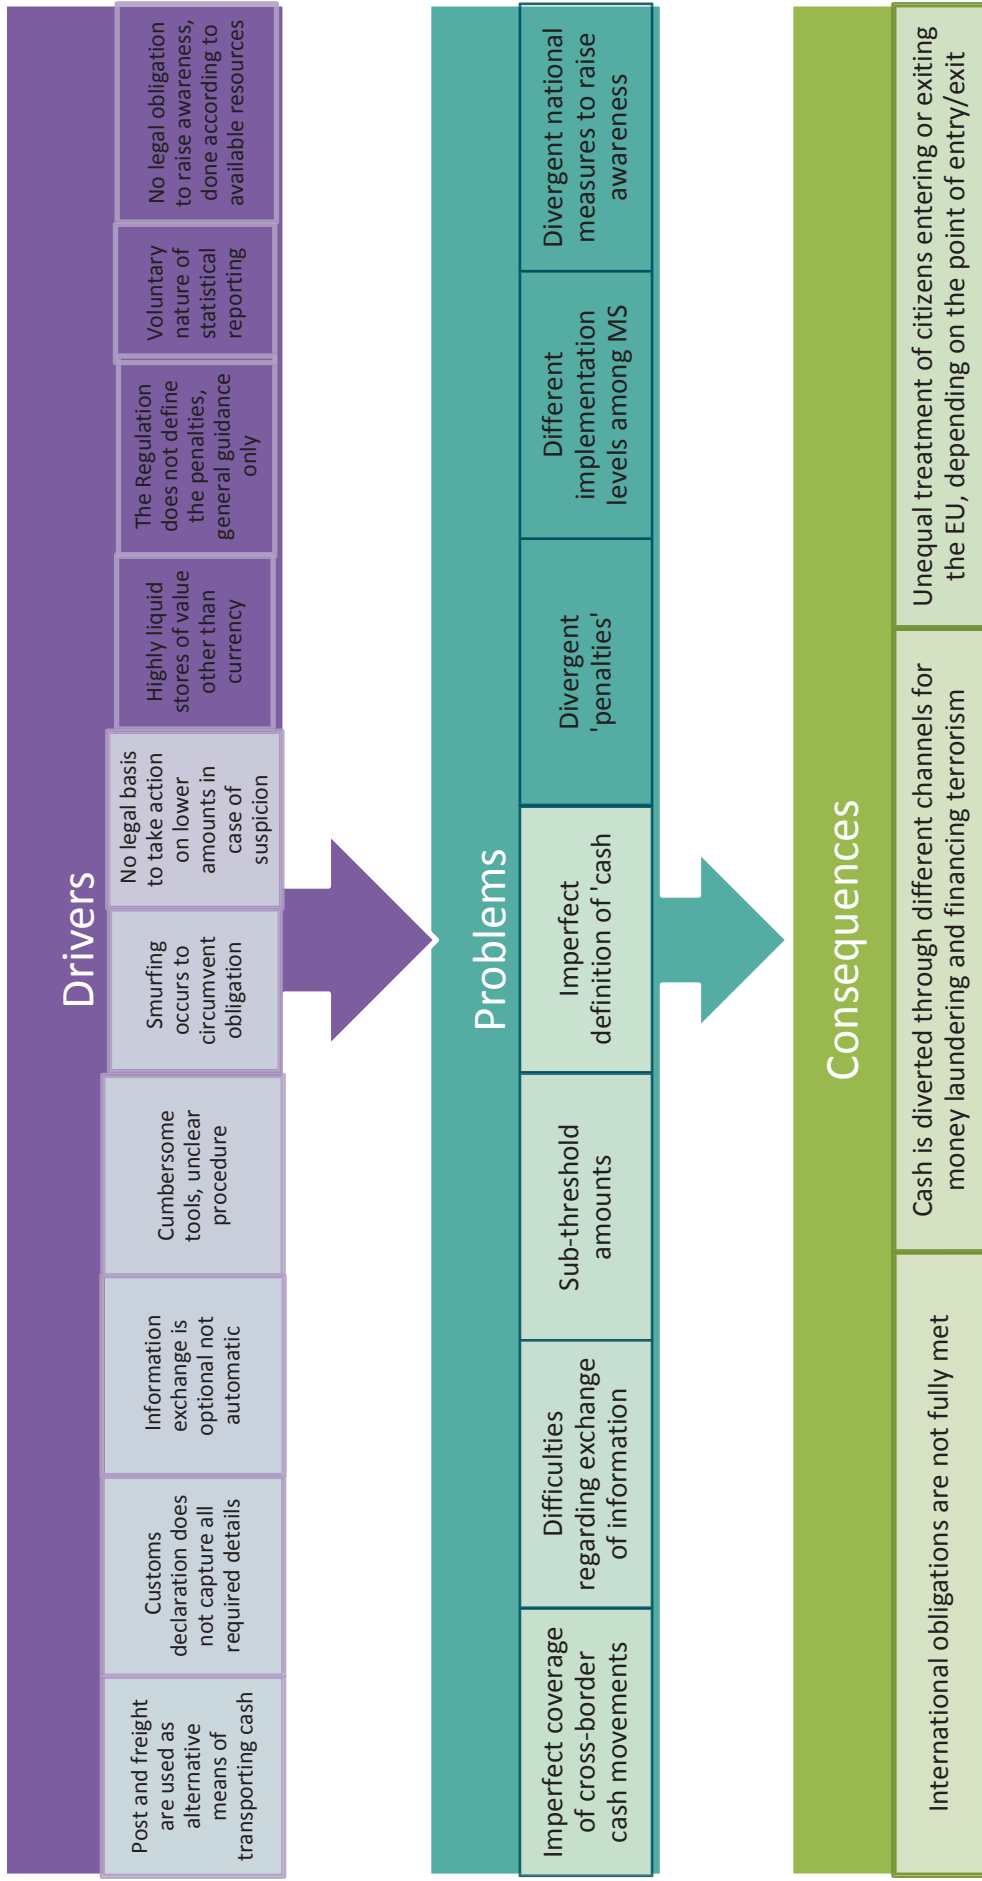 Drivers
Post and freight
are used as
alternative
means of
transporting cash
Customs
declaration does
not capture all
required details
Information
exchange is
optional not
automatic
Cumbersome
tools, unclear
procedure
Smurfing
occurs to
circumvent
obligation
No legal basis
to take action
on lower
amounts in
case of
suspicion
Highly liquid
stores of value
other than
currency
The Regulation
does not define
the penalties,
general guidance
only
Voluntary
nature of
statistical
reporting
No legal obligation
to raise awareness,
done according to
available resources
Problems
Imperfect coverage
of cross-border
cash movements
Difficulties
regarding exchange
of information
Sub-threshold
amounts
Imperfect
definition of 'cash
Divergent
'penalties'
Different
implementation
levels among MS
Divergent national
measures to raise
awareness
Consequences
International obligations are not fully met
Cash is diverted through different channels for
money laundering and financing terrorism
Unequal treatment of citizens entering or exiting
the EU, depending on the point of entry/exit